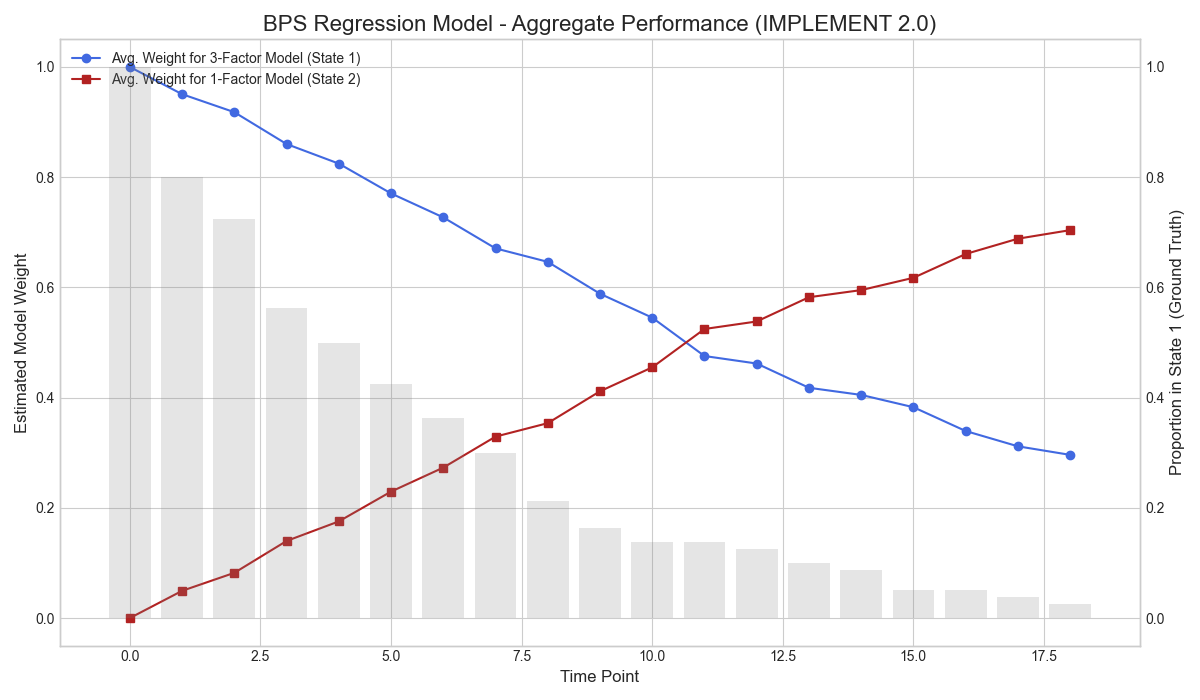 BPS Regression Model - Aggregate Performance (IMPLEMENT 2.0)
Avg. Weight for 3-Factor Model (State 1)
Avg. Weight for 1-Factor Model (State 2)
Estimated Model Weight
1.0
0.8
0.6
0.4
0.2
0.0
1.0
0.8
0.6
0.4
0.2
0.0
Proportion in State 1 (Ground Truth)
0.0 2.5 5.0 7.5 10.0 12.5 15.0 17.5
Time Point